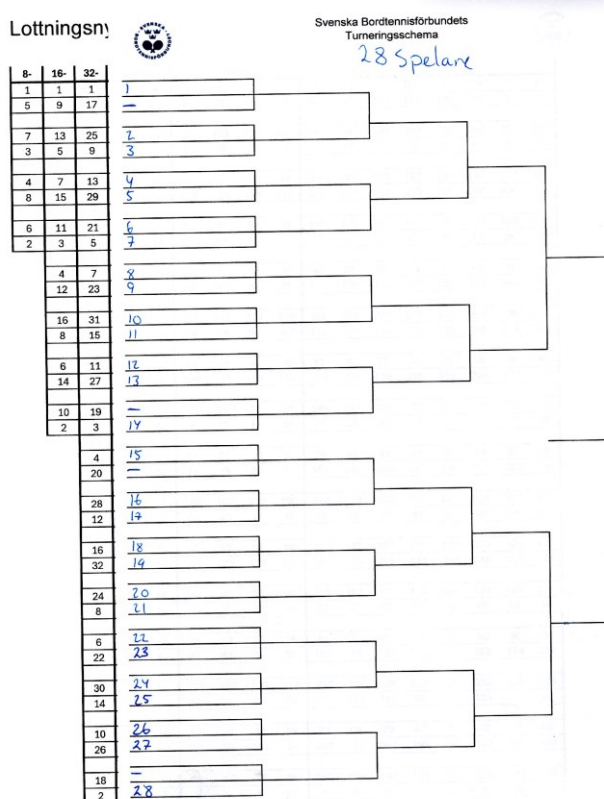 Lottningsny
SVENSKA BORDTENNISFÖRBUNDET
Svenska Bordtennisförbundets
Turneringsschema
28 Spelare
8- 16- 32-
1 1 1 1
5 9 17 –
7 13 25 2
3 5 9 3
4 7 13 4
8 15 29 5
6 11 21 6
2 3 5 7
4 7 8
12 23 9
16 31 10
8 15 11
6 11 12
14 27 13
10 19 –
2 3 14
4 15
20 –
28 16
12 17
16 18
32 19
24 20
8 21
6 22
22 23
30 24
14 25
10 26
26 27
18 –
2 28